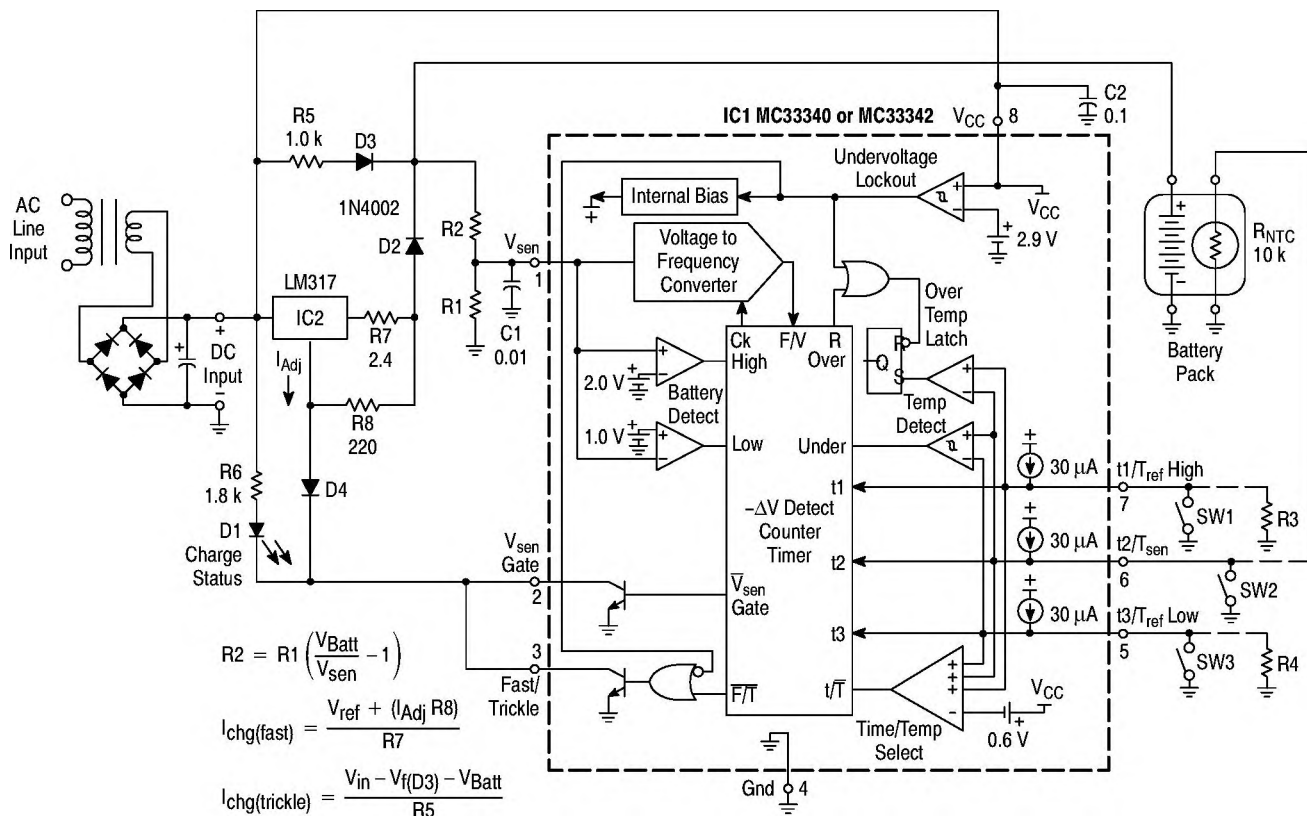 IC1 MC33340 or MC33342
VCC
8
C2
0.1
R5
1.0 k
D3
1N4002
D2
AC
Line
Input
LM317
IC2
IAdj
R7
2.4
R8
220
+
DC
Input
−
R6
1.8 k
D1
Charge
Status
D4
R2
R1
Vsen
1
C1
0.01
Undervoltage
Lockout
Internal Bias
VCC
2.9 V
Voltage to
Frequency
Converter
Over
Temp
Latch
R
Q
S
Ck
F/V
R
High
Over
2.0 V
Battery
Detect
1.0 V
Low
Temp
Detect
Under
t1
−ΔV Detect
Counter
Timer
t2
t3
V̅sen
Gate
F̅/̅T̅
t/T̅
Time/Temp
Select
VCC
0.6 V
30 μA
30 μA
30 μA
t1/Tref High
7
SW1
R3
t2/Tsen
6
SW2
t3/Tref Low
5
SW3
R4
RNTC
10 k
Battery
Pack
Vsen
Gate
2
3
Fast/
Trickle
Gnd
4
R2 = R1 (VBatt/Vsen − 1)
Ichg(fast) = Vref + (IAdj R8)/R7
Ichg(trickle) = Vin − Vf(D3) − VBatt/R5